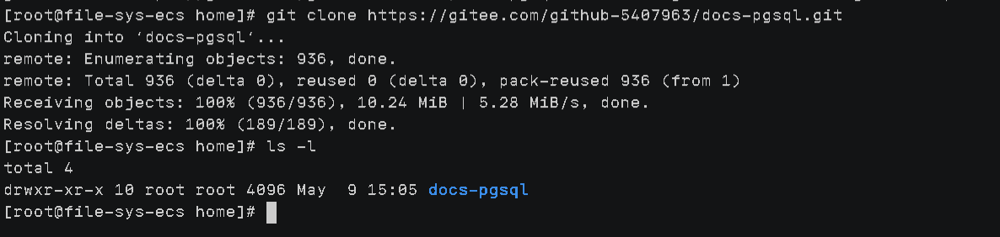 [root@file-sys-ecs home]# git clone https://gitee.com/github-5407963/docs-pgsql.git
Cloning into ‘docs-pgsql’...
remote: Enumerating objects: 936, done.
remote: Total 936 (delta 0), reused 0 (delta 0), pack-reused 936 (from 1)
Receiving objects: 100% (936/936), 10.24 MiB | 5.28 MiB/s, done.
Resolving deltas: 100% (189/189), done.
[root@file-sys-ecs home]# ls -l
total 4
drwxr-xr-x 10 root root 4096 May  9 15:05 docs-pgsql
[root@file-sys-ecs home]#